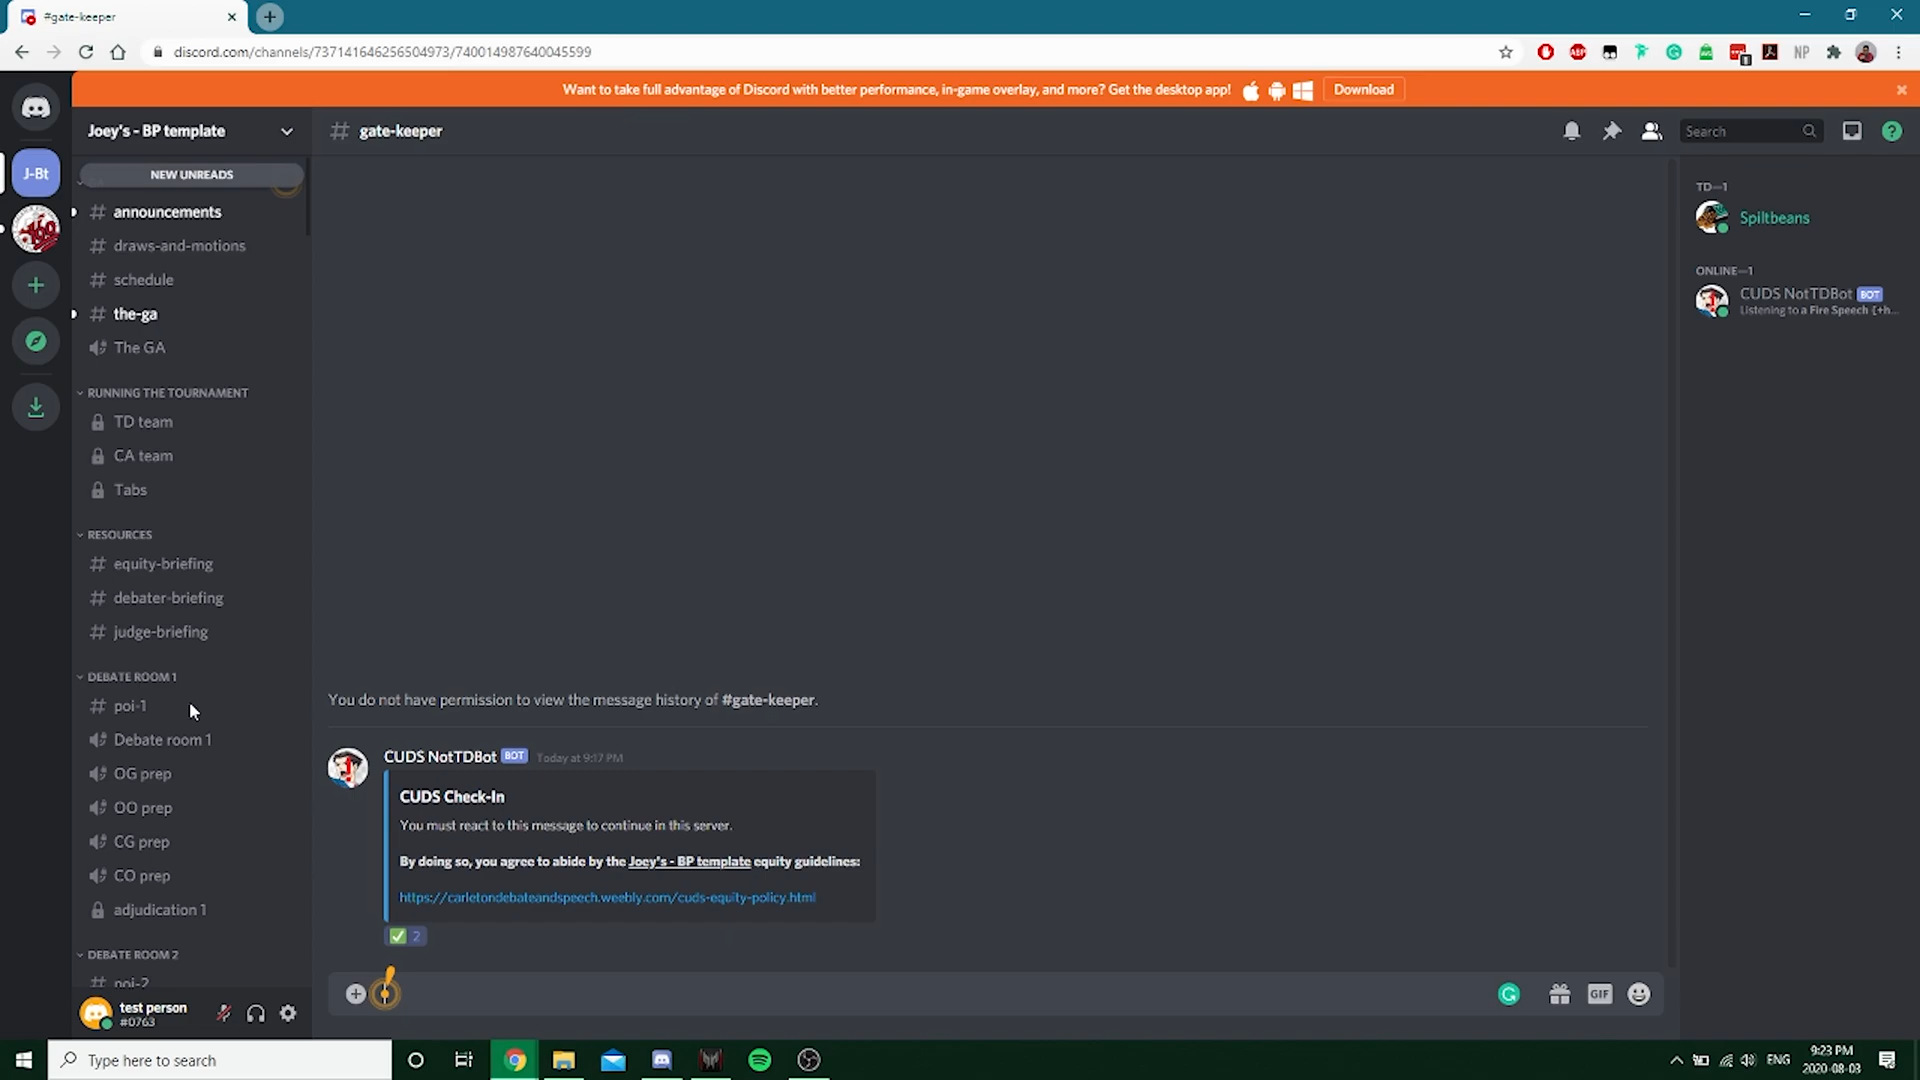 #gate-keeper
discord.com/channels/737141646256504973/740014987640045599
ABP
NP
Want to take full advantage of Discord with better performance, in-game overlay, and more? Get the desktop app!
Download
Joey's - BP template
# gate-keeper
Search
J-Bt
NEW UNREADS
# announcements
# draws-and-motions
# schedule
# the-ga
The GA
RUNNING THE TOURNAMENT
TD team
CA team
Tabs
RESOURCES
# equity-briefing
# debater-briefing
# judge-briefing
DEBATE ROOM 1
# poi-1
Debate room 1
OG prep
OO prep
CG prep
CO prep
adjudication 1
DEBATE ROOM 2
# poi-2
test person
#0763
You do not have permission to view the message history of #gate-keeper.
CUDS NotTDBot BOT Today at 9:17 PM
CUDS Check-In
You must react to this message to continue in this server.
By doing so, you agree to abide by the Joey's - BP template equity guidelines:
https://carletondebateandspeech.weebly.com/cuds-equity-policy.html
2
GIF
TD—1
Spiltbeans
ONLINE—1
CUDS NotTDBot BOT
Listening to a Fire Speech [+h...
Type here to search
ENG
9:23 PM
2020-08-03